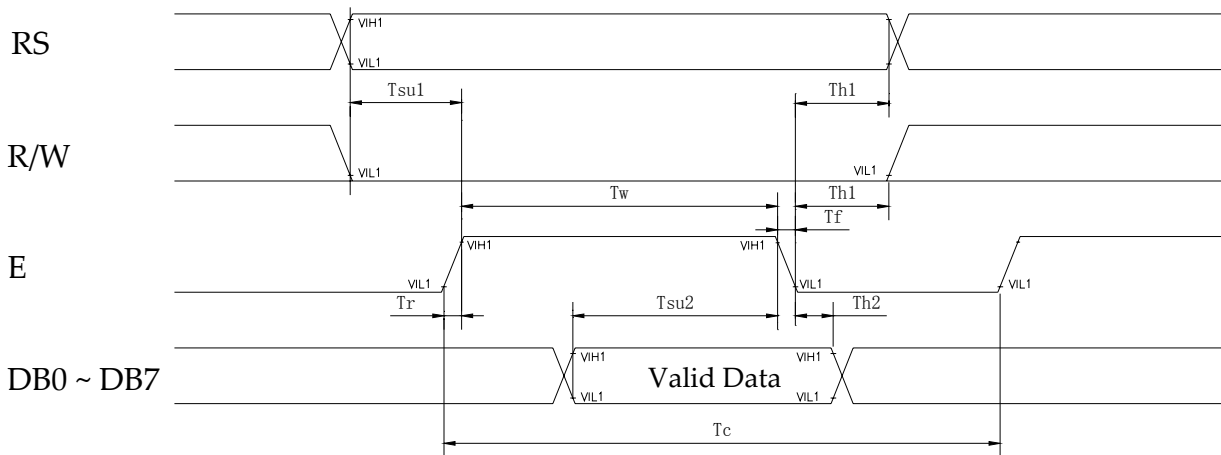 RS
VIH1
VIL1
Tsu1
Th1
R/W
VIL1
VIL1
Tw
Th1
Tf
E
VIH1
VIH1
VIL1
VIL1
VIL1
Tr
Tsu2
Th2
DB0 ~ DB7
VIH1
Valid Data
VIH1
VIL1
VIL1
Tc